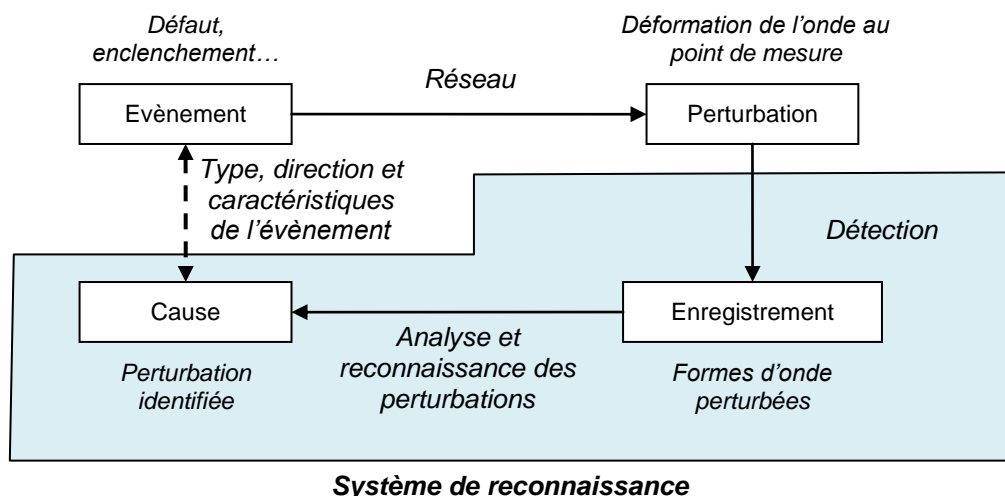 Défaut,
enclenchement…
Déformation de l’onde au
point de mesure
Réseau
Evènement
Perturbation
Type, direction et
caractéristiques
de l’évènement
Détection
Cause
Enregistrement
Analyse et
reconnaissance des
perturbations
Perturbation
identifiée
Formes d’onde
perturbées
Système de reconnaissance